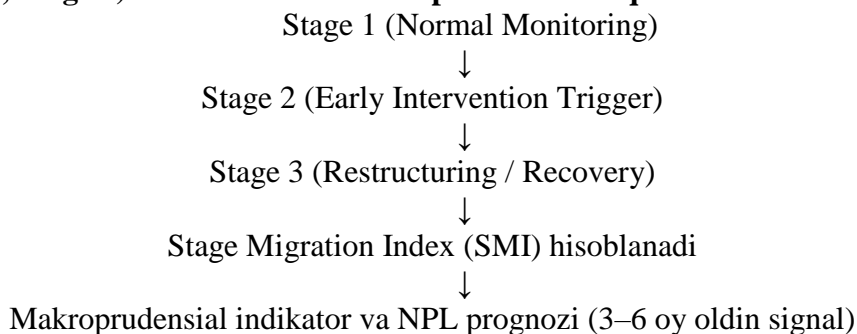 Stage 1 (Normal Monitoring)
↓
Stage 2 (Early Intervention Trigger)
↓
Stage 3 (Restructuring / Recovery)
↓
Stage Migration Index (SMI) hisoblanadi
↓
Makroprudensial indikator va NPL prognozi (3–6 oy oldin signal)